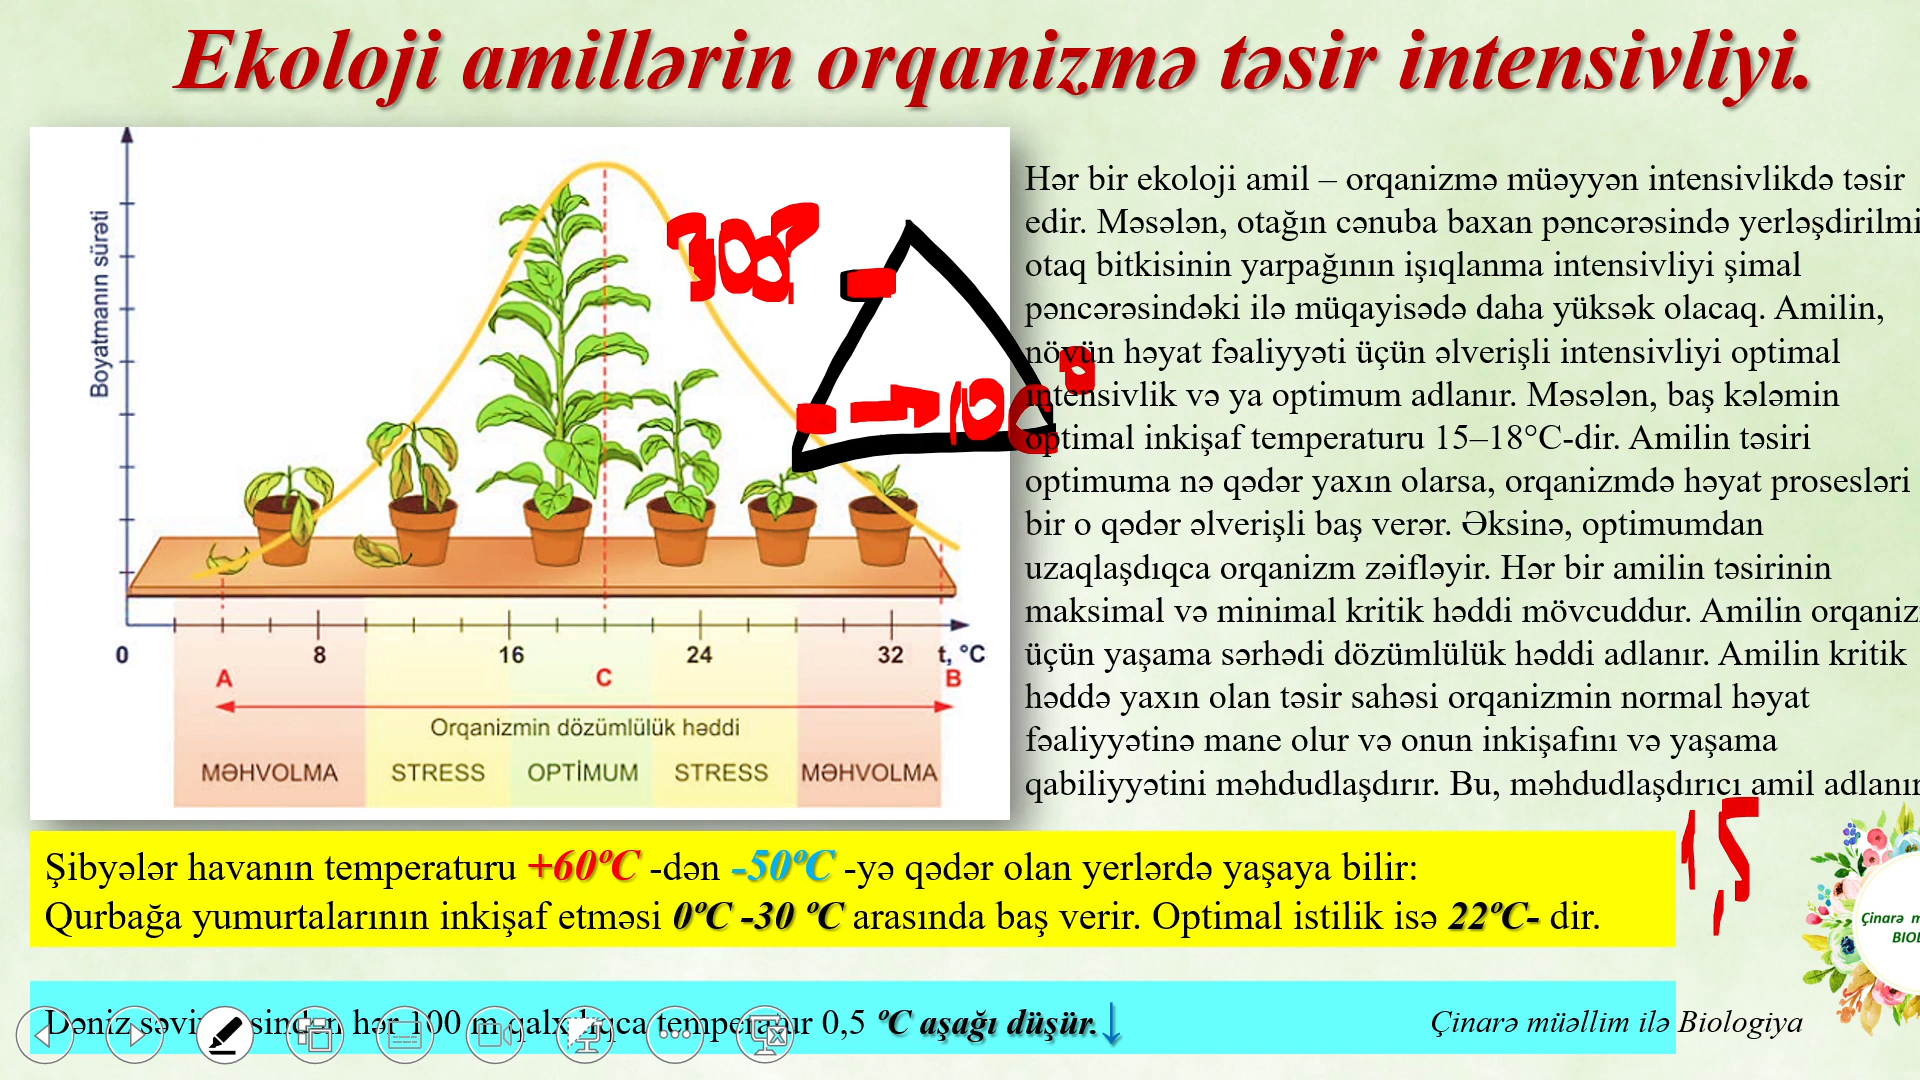 Ekoloji amillərin orqanizmə təsir intensivliyi.
Boyatmanın sürəti
0 8 16 24 32 t, °C
A C B
Orqanizmin dözümlülük həddi
MƏHVOLMA STRESS OPTİMUM STRESS MƏHVOLMA
Hər bir ekoloji amil – orqanizmə müəyyən intensivlikdə təsir
edir. Məsələn, otağın cənuba baxan pəncərəsində yerləşdirilmi
otaq bitkisinin yarpağının işıqlanma intensivliyi şimal
pəncərəsindəki ilə müqayisədə daha yüksək olacaq. Amilin,
növün həyat fəaliyyəti üçün əlverişli intensivliyi optimal
intensivlik və ya optimum adlanır. Məsələn, baş kələmin
optimal inkişaf temperaturu 15–18°C-dir. Amilin təsiri
optimuma nə qədər yaxın olarsa, orqanizmdə həyat prosesləri
bir o qədər əlverişli baş verər. Əksinə, optimumdan
uzaqlaşdıqca orqanizm zəifləyir. Hər bir amilin təsirinin
maksimal və minimal kritik həddi mövcuddur. Amilin orqaniz
üçün yaşama sərhədi dözümlülük həddi adlanır. Amilin kritik
həddə yaxın olan təsir sahəsi orqanizmin normal həyat
fəaliyyətinə mane olur və onun inkişafını və yaşama
qabiliyyətini məhdudlaşdırır. Bu, məhdudlaşdırıcı amil adlanır
1,5
Şibyələr havanın temperaturu +60ºC -dən -50ºC -yə qədər olan yerlərdə yaşaya bilir:
Qurbağa yumurtalarının inkişaf etməsi 0ºC -30 ºC arasında baş verir. Optimal istilik isə 22ºC- dir.
Çinarə m
BIOL
Dəniz səviyyəsindən hər 100 m qalxdıqca temperatur 0,5 ºC aşağı düşür.↓
Çinarə müəllim ilə Biologiya